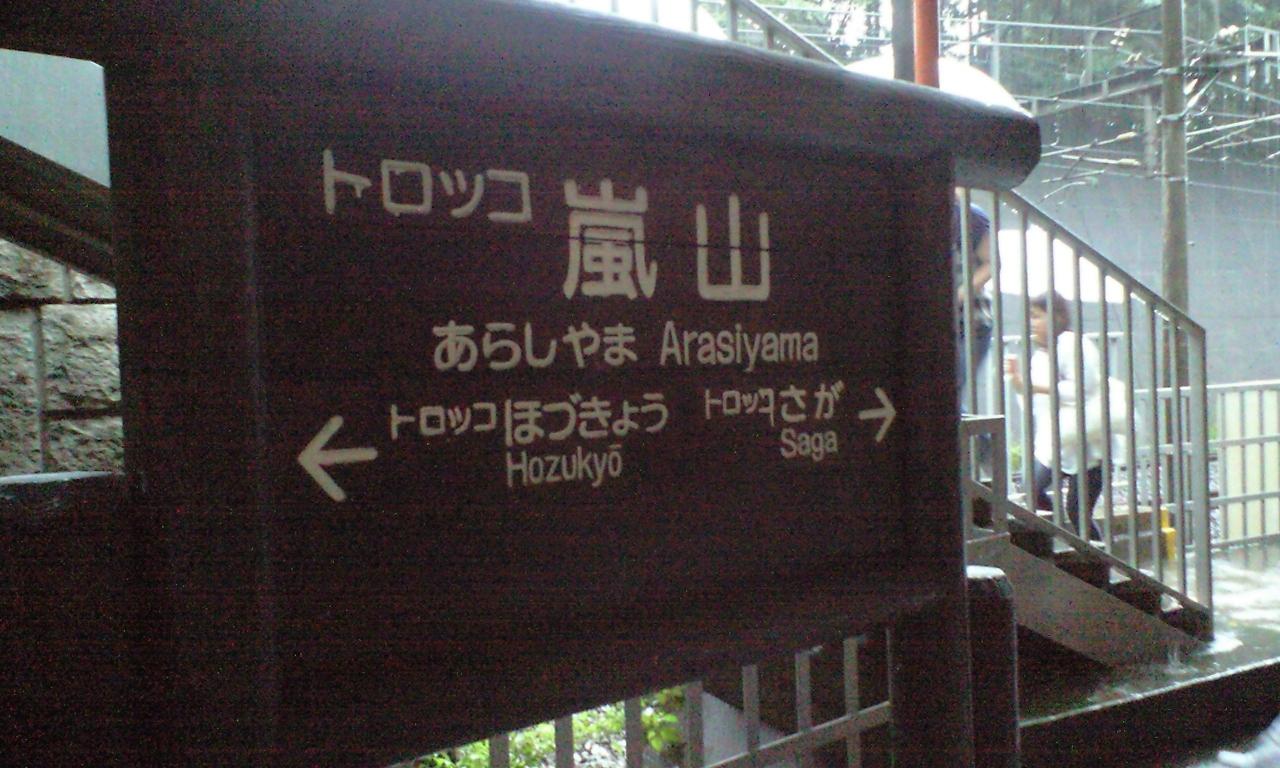 トロッコ 嵐山
あらしやま Arasiyama
← トロッコ ほづきょう トロッコ さが →
Hozukyō Saga